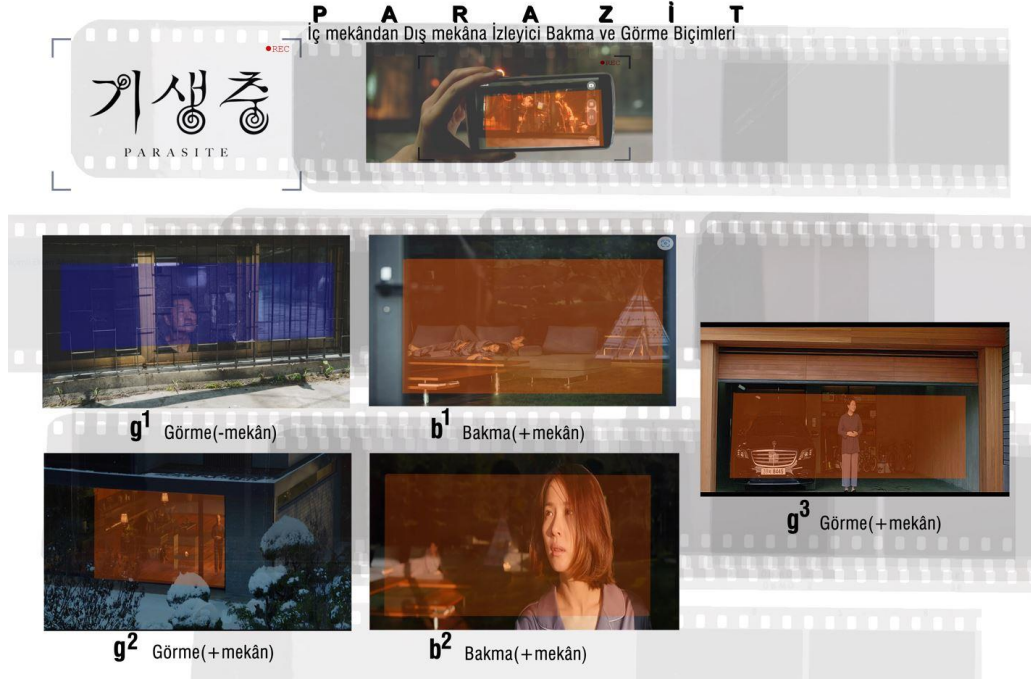 PARAZİT
İç mekândan Dış mekâna İzleyici Bakma ve Görme Biçimleri
REC
기생충
PARASITE
REC
g1 Görme(-mekân)
b1 Bakma(+mekân)
g3 Görme(+mekân)
g2 Görme(+mekân)
b2 Bakma(+mekân)